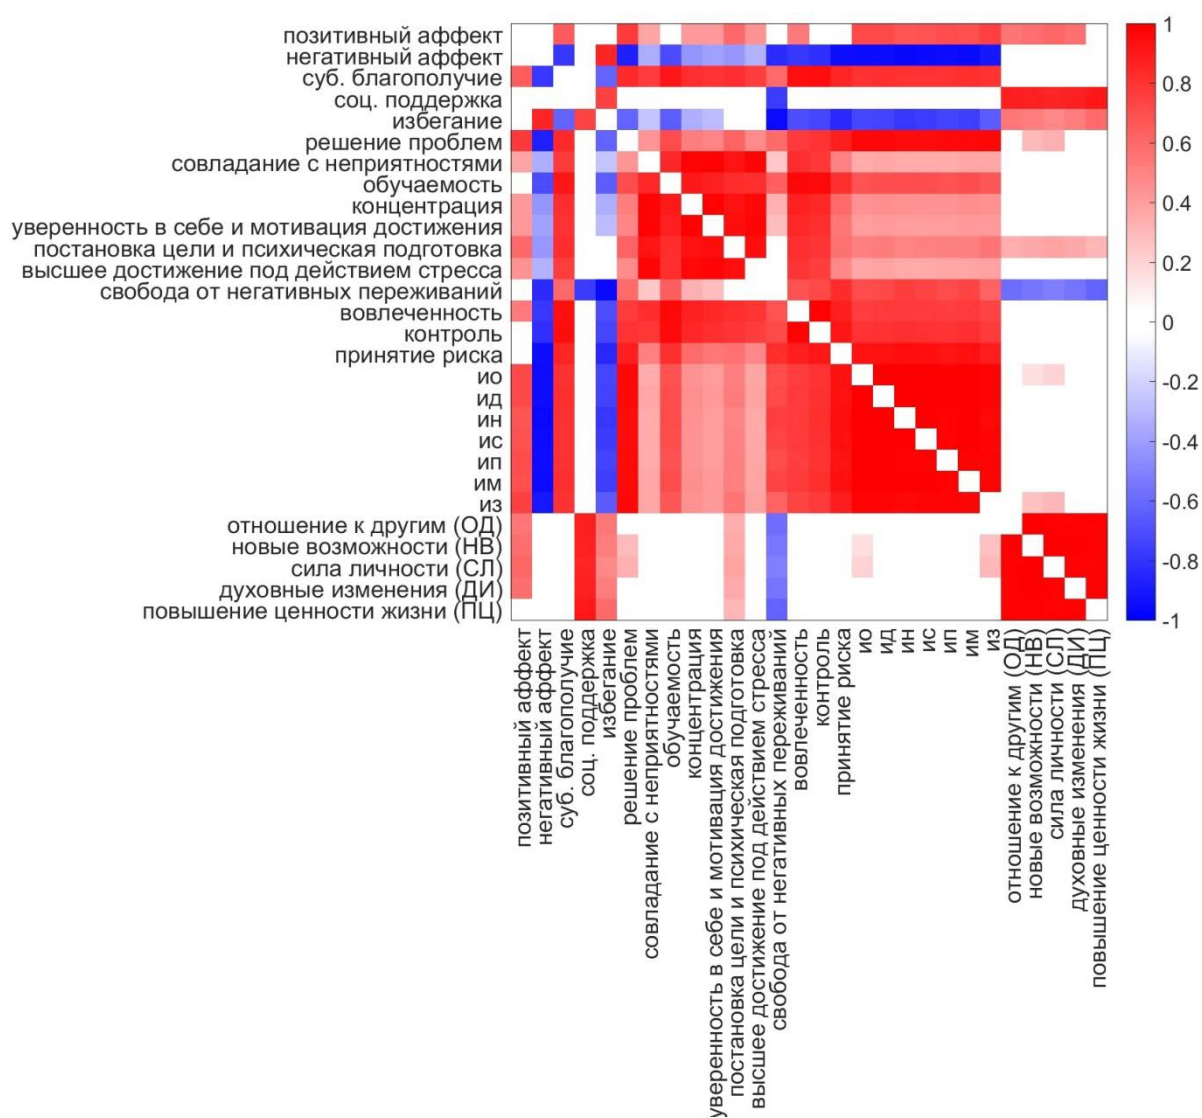 позитивный аффект
негативный аффект
суб. благополучие
соц. поддержка
избегание
решение проблем
совладание с неприятностями
обучаемость
концентрация
уверенность в себе и мотивация достижения
постановка цели и психическая подготовка
высшее достижение под действием стресса
свобода от негативных переживаний
вовлеченность
контроль
принятие риска
ио
ид
ин
ис
ип
им
из
отношение к другим (ОД)
новые возможности (НВ)
сила личности (СЛ)
духовные изменения (ДИ)
повышение ценности жизни (ПЦ)
позитивный аффект
негативный аффект
суб. благополучие
соц. поддержка
избегание
решение проблем
совладание с неприятностями
обучаемость
концентрация
уверенность в себе и мотивация достижения
постановка цели и психическая подготовка
высшее достижение под действием стресса
свобода от негативных переживаний
вовлеченность
контроль
принятие риска
ио
ид
ин
ис
ип
им
из
отношение к другим (ОД)
новые возможности (НВ)
сила личности (СЛ)
духовные изменения (ДИ)
повышение ценности жизни (ПЦ)
1
0.8
0.6
0.4
0.2
0
-0.2
-0.4
-0.6
-0.8
-1